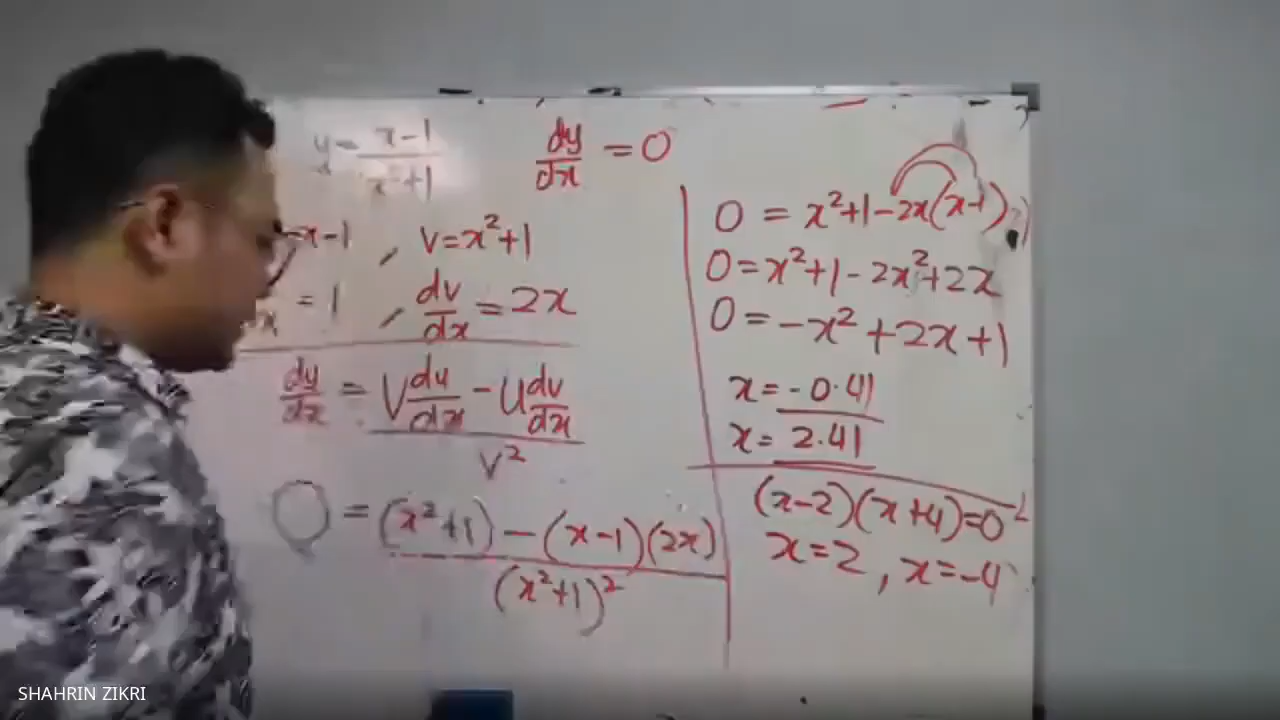 y = x-1 / x²+1
dy/dx = 0
=x-1 , v=x²+1
= 1 , dv/dx = 2x
dy/dx = V du/dx - U dv/dx / v²
0 = (x²+1) - (x-1)(2x) / (x²+1)²
0 = x²+1-2x(x-1)
0=x²+1-2x²+2x
0 = -x²+2x+1
x=-0.41
x= 2.41
(x-2)(x+4)=0
x=2 , x=-4
SHAHRIN ZIKRI